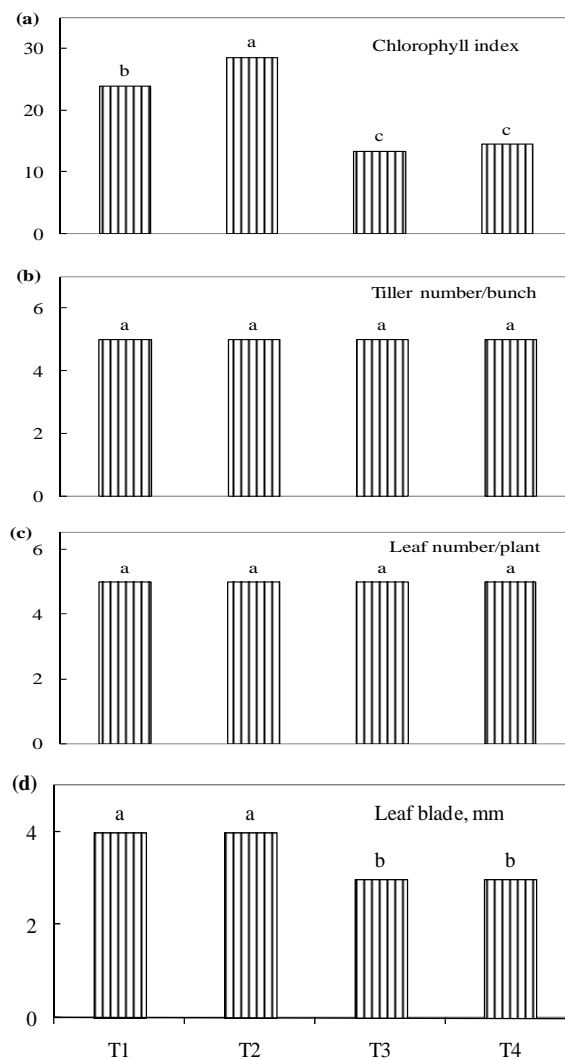 (a)
30
20
10
0
Chlorophyll index
b
a
c
c
(b)
6
4
2
0
Tiller number/bunch
a
a
a
a
(c)
6
4
2
0
Leaf number/plant
a
a
a
a
(d)
4
2
0
Leaf blade, mm
a
a
b
b
T1 T2 T3 T4